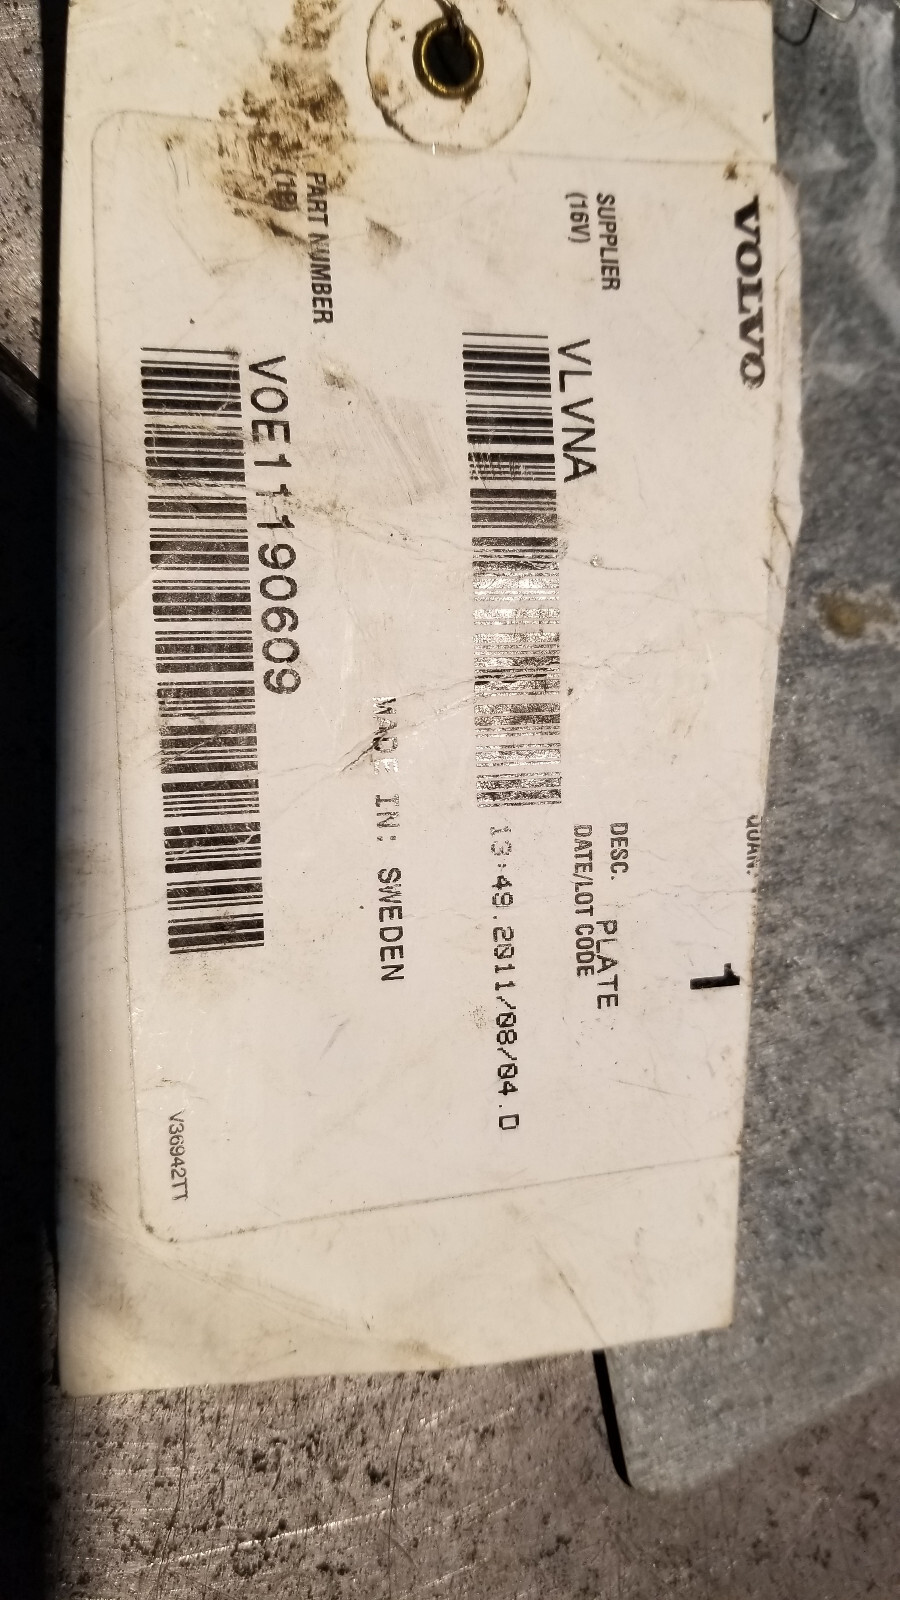 VOLVO
QUAN.
1
SUPPLIER
(16V)
VLVNA
DESC. PLATE
DATE/LOT CODE
13:49.2011/08/04.D
MADE IN: SWEDEN
PART NUMBER
(1P)
VOE11190609
V36942TT